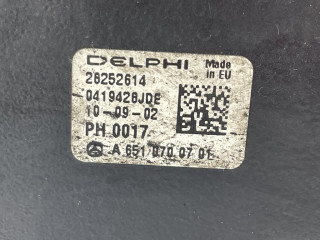 DELPHI Made
in EU
28252614
0419428JDE
10-09-02
PH 0017
A 651 070 07 01